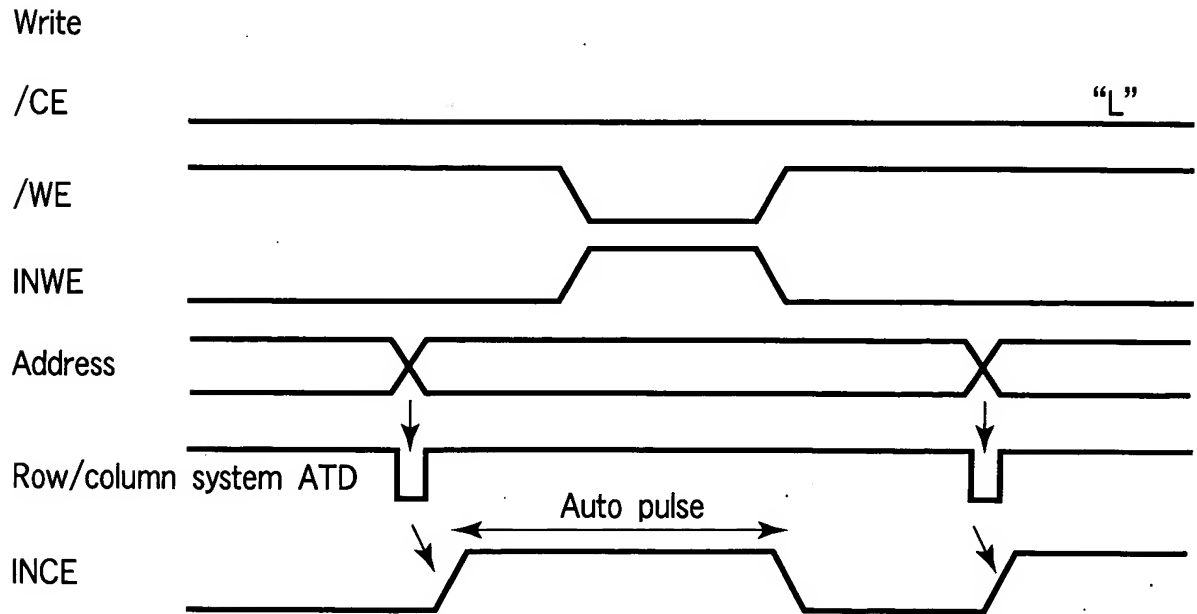 Write
/CE
“L”
/WE
INWE
Address
Row/column system ATD
Auto pulse
INCE